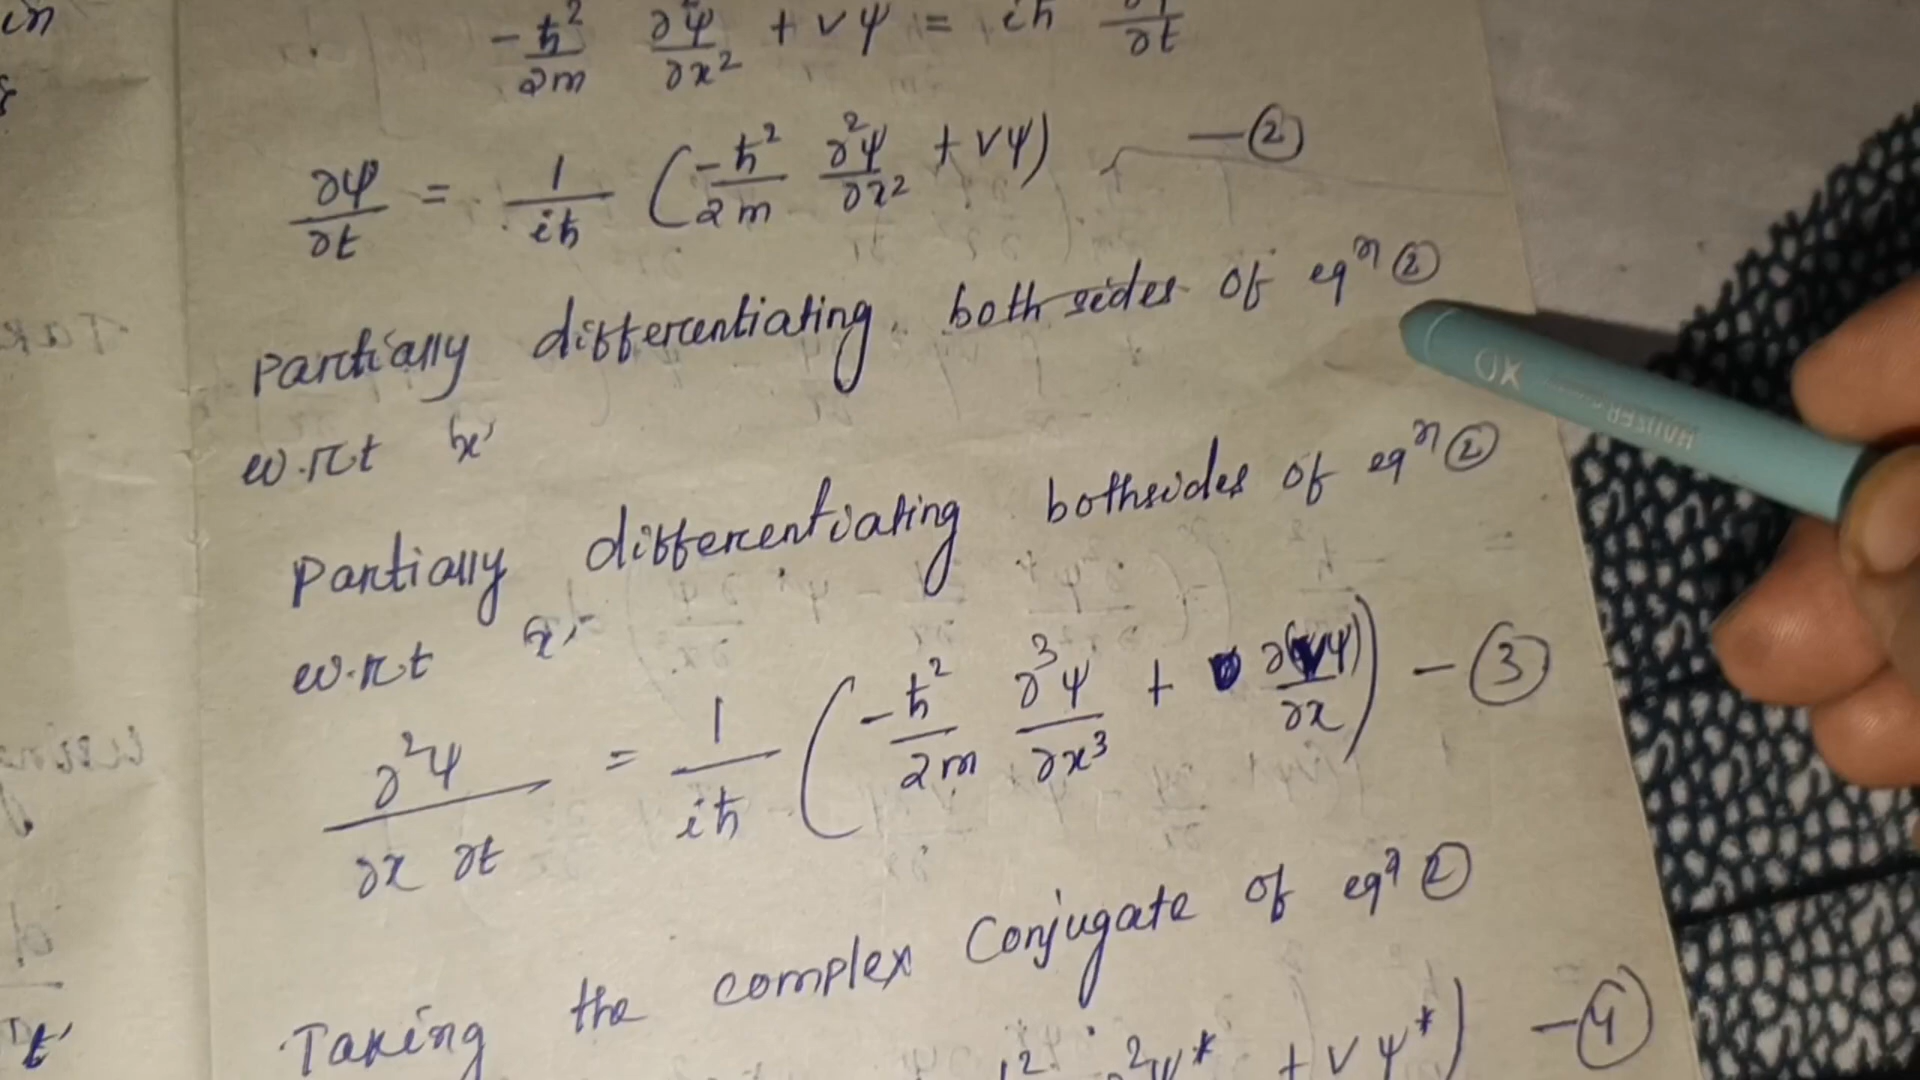 in
-ħ²/2m ∂²ψ/∂x² + Vψ = iħ ∂ψ/∂t
∂ψ/∂t = 1/iħ (-ħ²/2m ∂²ψ/∂x² + Vψ) —②
Partially differentiating both sides of eqⁿ ②
w.r.t 'x'
Partially differentiating bothsides of eqⁿ ②
w.r.t 'x'
∂²ψ/∂x ∂t = 1/iħ (-ħ²/2m ∂³ψ/∂x³ + ∂(Vψ)/∂x) —③
Taking the complex Conjugate of eqⁿ ②
+ Vψ*) —④